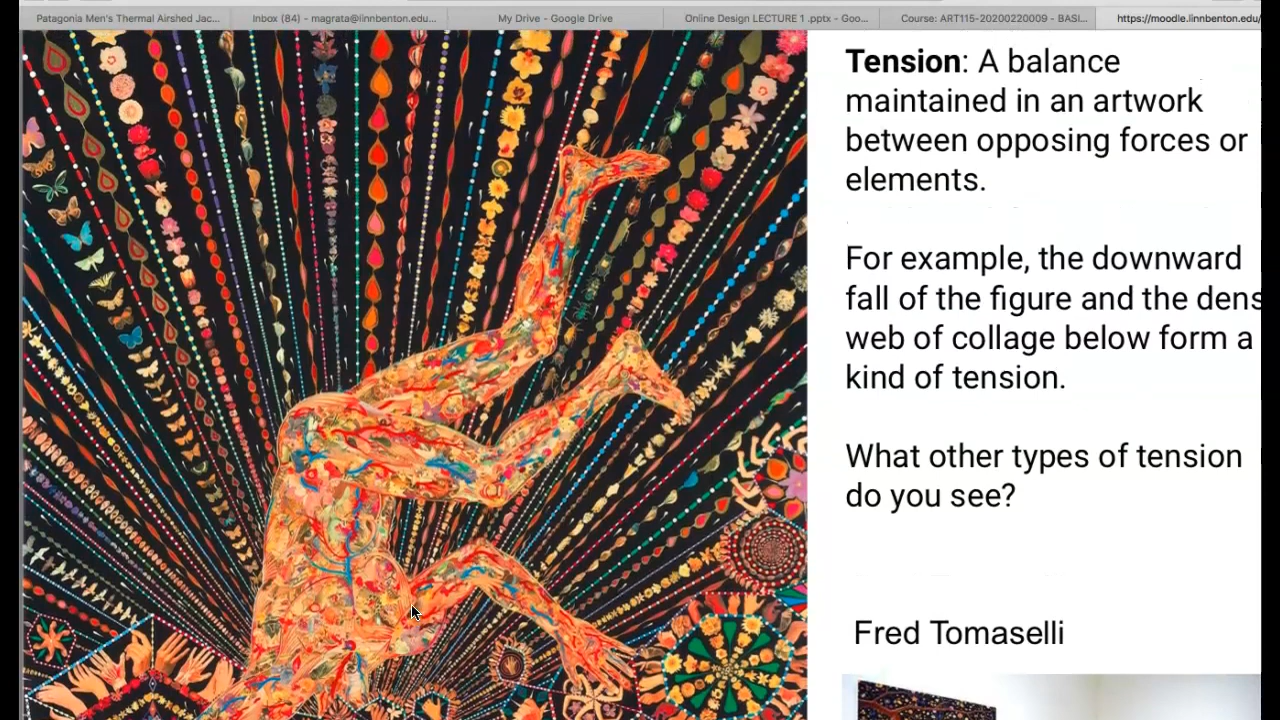 Patagonia Men's Thermal Airshed Jac...
Inbox (84) - magrata@linnbenton.edu...
My Drive - Google Drive
Online Design LECTURE 1 .pptx - Goo...
Course: ART115-20200220009 - BASI...
https://moodle.linnbenton.edu/
Tension: A balance
maintained in an artwork
between opposing forces or
elements.
For example, the downward
fall of the figure and the dens
web of collage below form a
kind of tension.
What other types of tension
do you see?
Fred Tomaselli